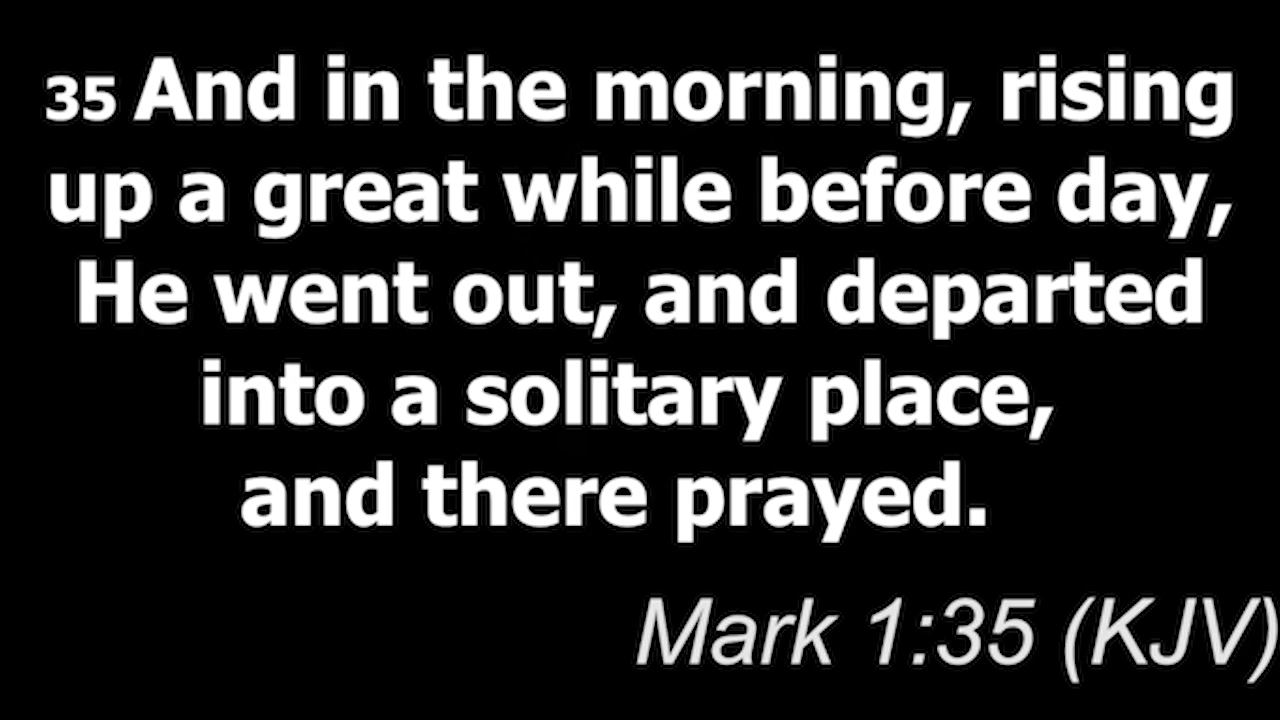 35 And in the morning, rising
up a great while before day,
He went out, and departed
into a solitary place,
and there prayed.
Mark 1:35 (KJV)